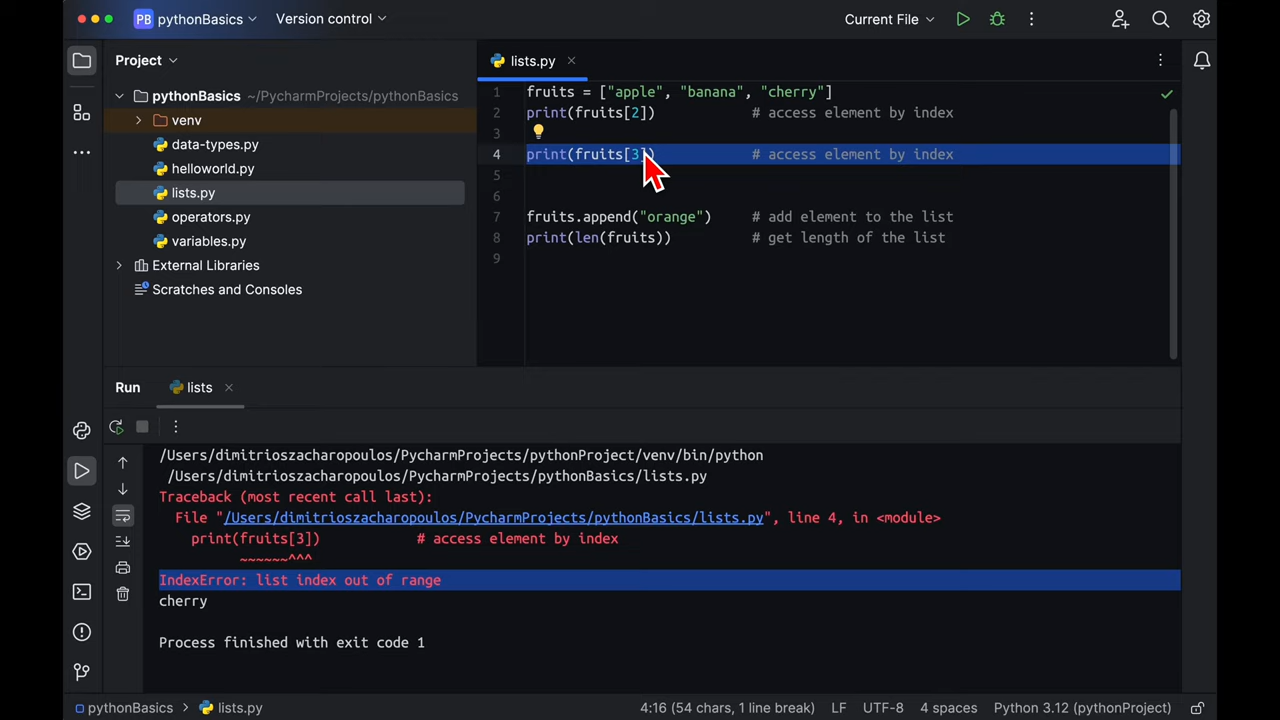 PB pythonBasics Version control Current File
Project
lists.py
pythonBasics ~/PycharmProjects/pythonBasics
venv
data-types.py
helloworld.py
lists.py
operators.py
variables.py
External Libraries
Scratches and Consoles
1 fruits = ["apple", "banana", "cherry"]
2 print(fruits[2]) # access element by index
3
4 print(fruits[3]) # access element by index
5
6
7 fruits.append("orange") # add element to the list
8 print(len(fruits)) # get length of the list
9
Run lists
/Users/dimitrioszacharopoulos/PycharmProjects/pythonProject/venv/bin/python
/Users/dimitrioszacharopoulos/PycharmProjects/pythonBasics/lists.py
Traceback (most recent call last):
File "/Users/dimitrioszacharopoulos/PycharmProjects/pythonBasics/lists.py", line 4, in <module>
print(fruits[3]) # access element by index
~~~~~~^^^
IndexError: list index out of range
cherry
Process finished with exit code 1
pythonBasics > lists.py 4:16 (54 chars, 1 line break) LF UTF-8 4 spaces Python 3.12 (pythonProject)